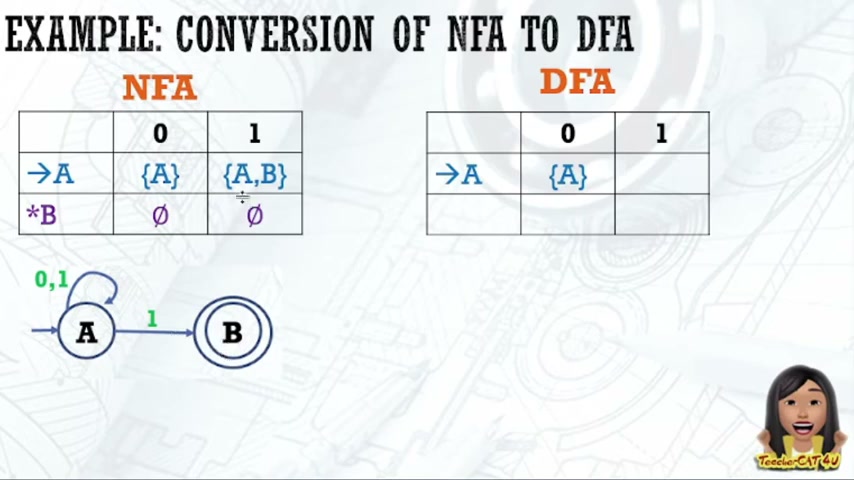 EXAMPLE: CONVERSION OF NFA TO DFA
NFA
0 1
→A {A} {A,B}
*B Ø Ø
DFA
0 1
→A {A}
0,1
A 1 B
TeacherCAT4U